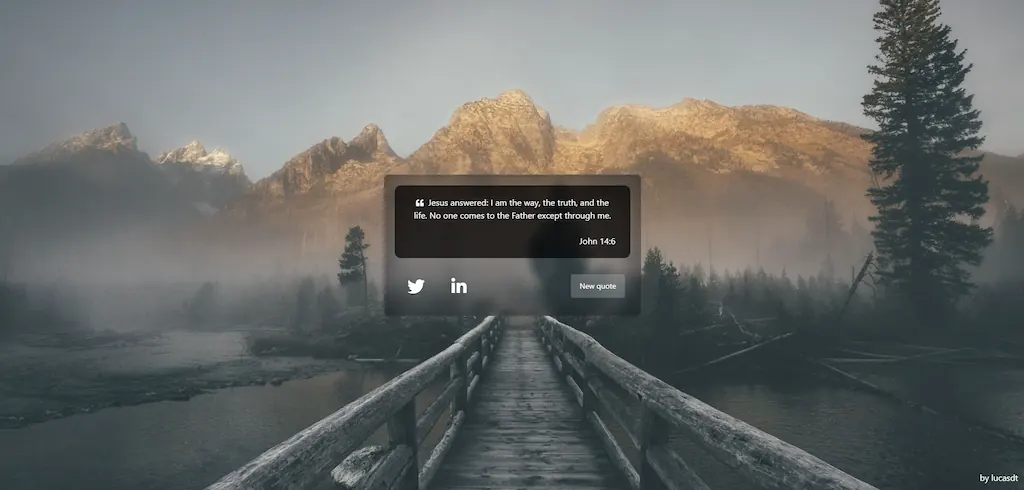 Jesus answered: I am the way, the truth, and the
life. No one comes to the Father except through me.
John 14:6
New quote
by lucasdt